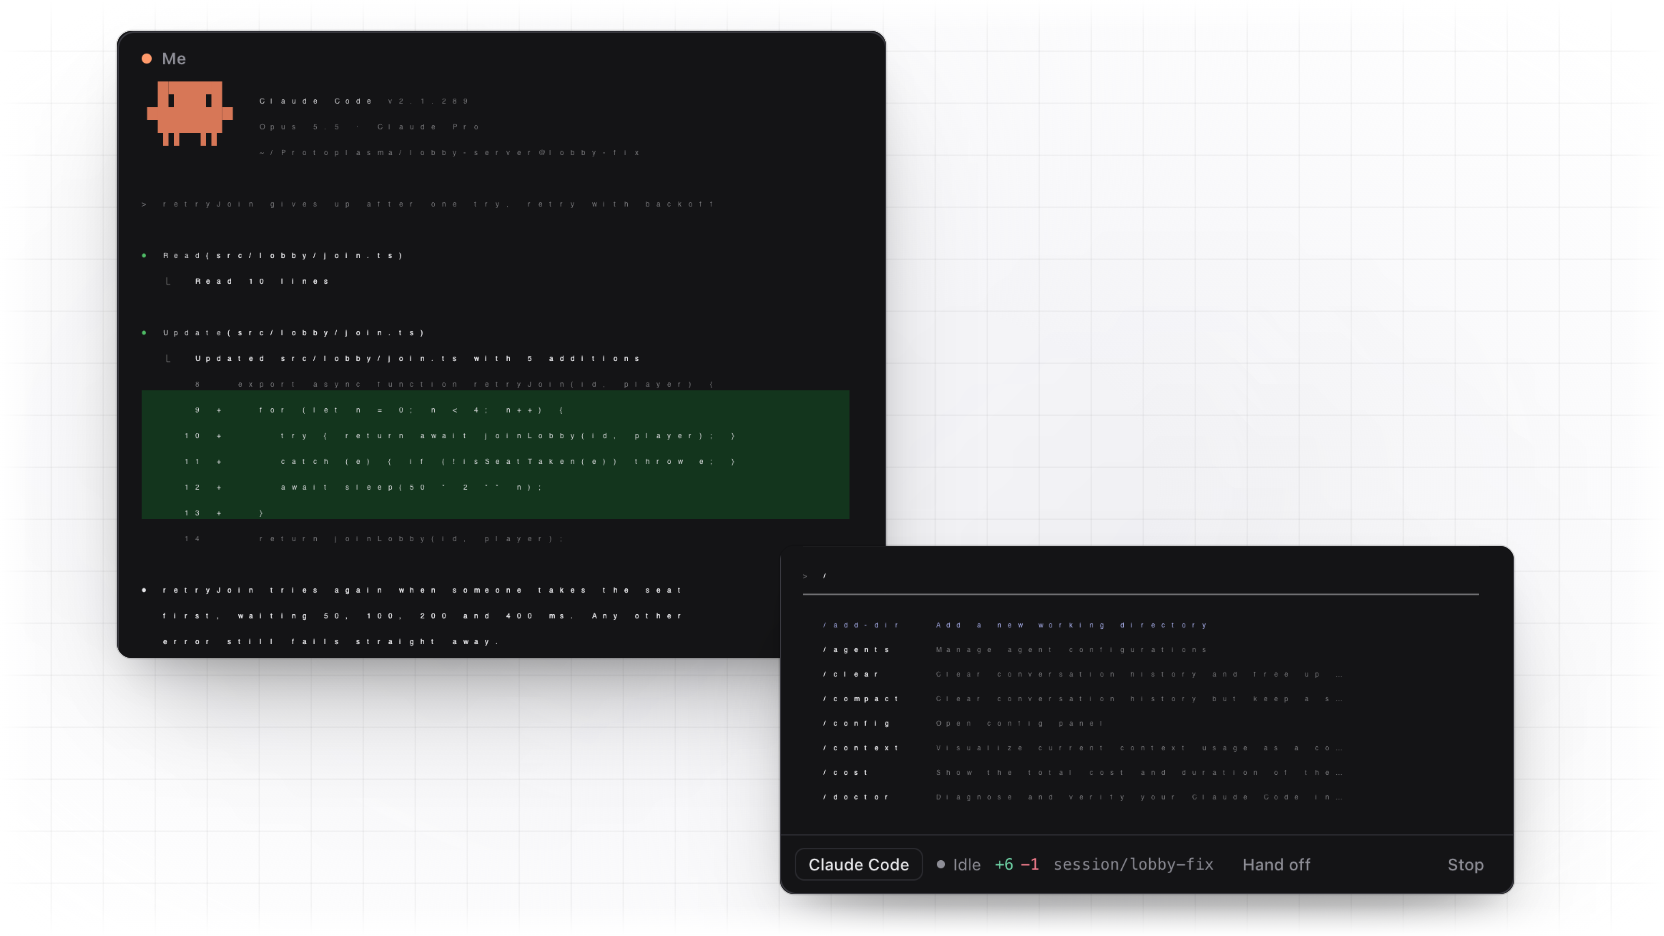 Me
Claude Code v2.1.289
Opus 5.5 · Claude Pro
~/Protoplasma/lobby-server@lobby-fix
> retryJoin gives up after one try, retry with backoff
● Read(src/lobby/join.ts)
⎿ Read 10 lines
● Update(src/lobby/join.ts)
⎿ Updated src/lobby/join.ts with 5 additions
8 export async function retryJoin(id, player) {
9 + for (let n = 0; n < 4; n++) {
10 + try { return await joinLobby(id, player); }
11 + catch (e) { if (!isSeatTaken(e)) throw e; }
12 + await sleep(50 * 2 ** n);
13 + }
14 return joinLobby(id, player);
● retryJoin tries again when someone takes the seat
first, waiting 50, 100, 200 and 400 ms. Any other
error still fails straight away.
> /
/add-dir Add a new working directory
/agents Manage agent configurations
/clear Clear conversation history and free up …
/compact Clear conversation history but keep a s…
/config Open config panel
/context Visualize current context usage as a co…
/cost Show the total cost and duration of the…
/doctor Diagnose and verify your Claude Code in…
Claude Code ● Idle +6 −1 session/lobby-fix Hand off Stop